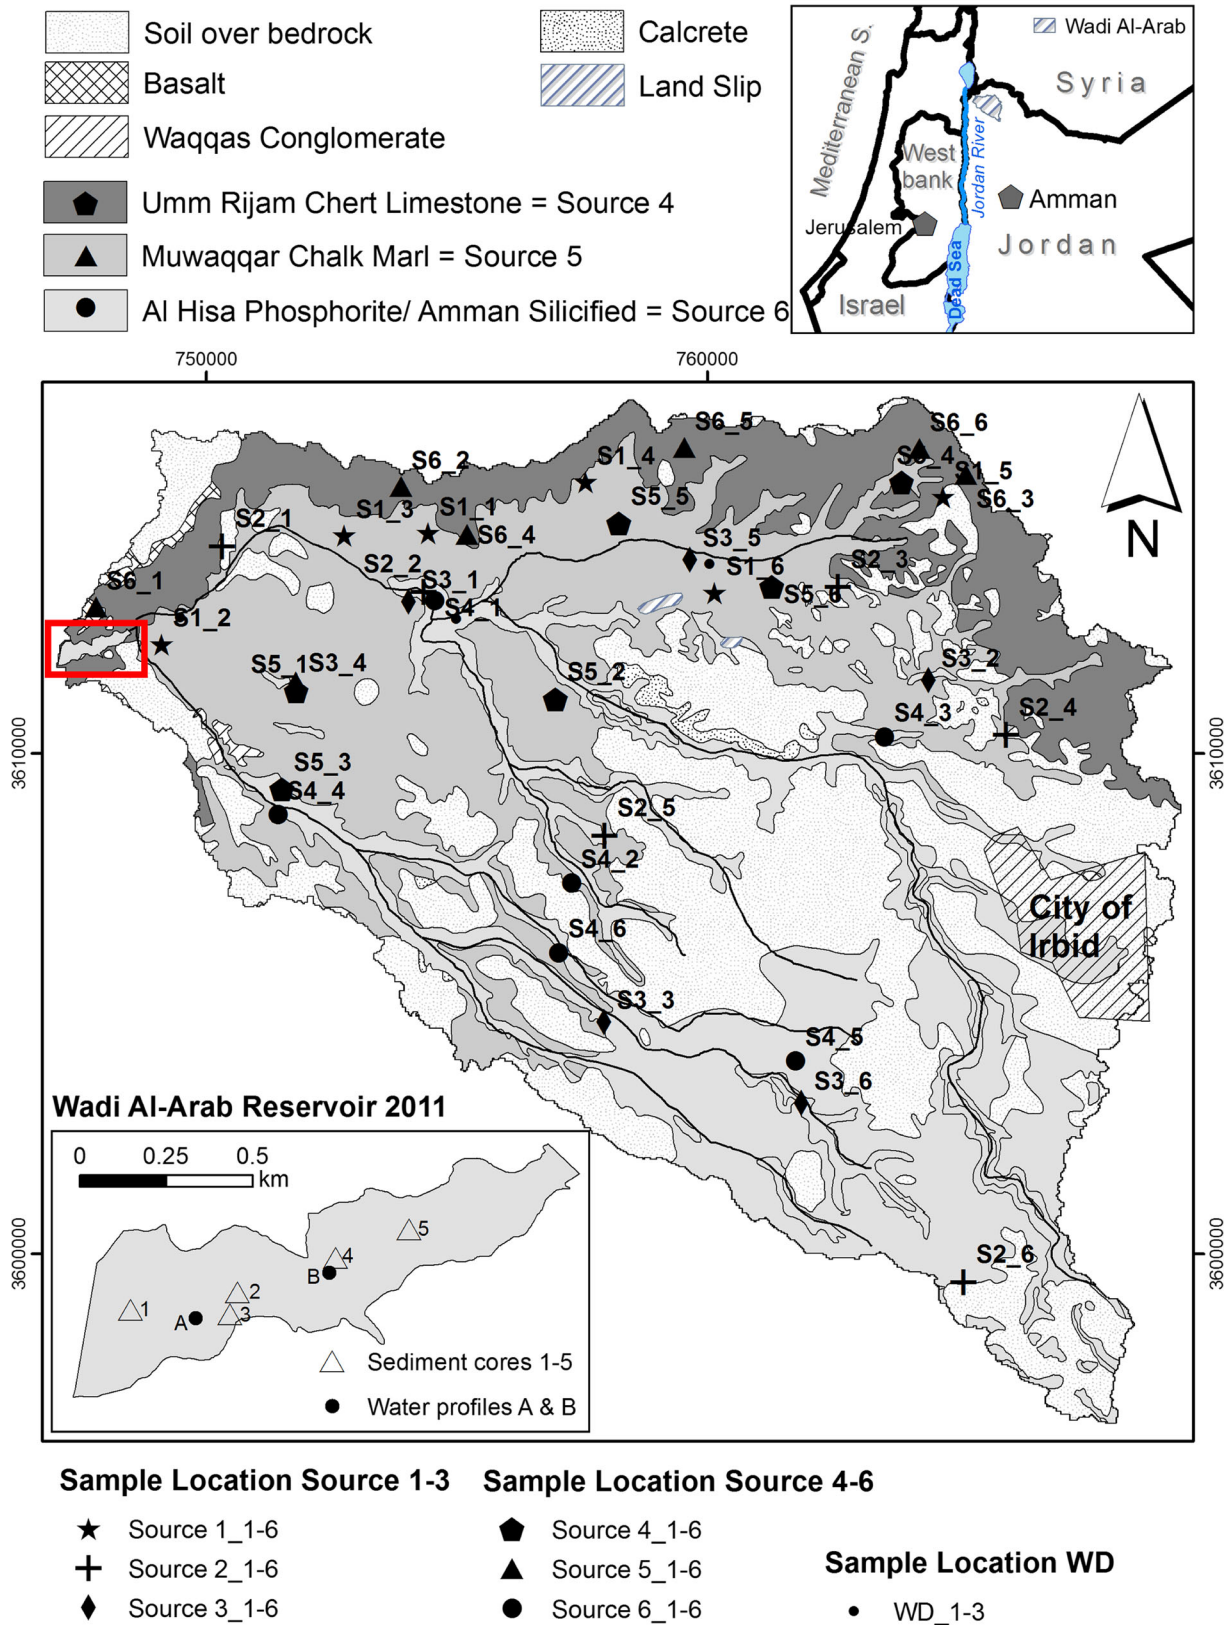 Soil over bedrock
Basalt
Waqqas Conglomerate
Umm Rijam Chert Limestone = Source 4
Muwaqqar Chalk Marl = Source 5
Al Hisa Phosphorite/ Amman Silicified = Source 6
Calcrete
Land Slip
Wadi Al-Arab
Mediterranean S.
Syria
West
bank
Jordan River
Amman
Jerusalem
Jordan
Dead Sea
Israel
750000
760000
3610000
3610000
3600000
3600000
N
S6_5
S6_6
S1_4
S6_2
S1_5
S5_5
S6_3
S1_3
S1_1
S2_1
S6_4
S3_5
S2_3
S2_2
S1_6
S3_1
S5_6
S6_1
S4_1
S1_2
S5_1
S3_4
S5_2
S3_2
S4_3
S2_4
S5_3
S4_4
S2_5
S4_2
City of
Irbid
S4_6
S3_3
S4_5
S3_6
S2_6
Wadi Al-Arab Reservoir 2011
0
0.25
0.5
km
5
4
B
2
1
A
3
Sediment cores 1-5
Water profiles A & B
Sample Location Source 1-3
Source 1_1-6
Source 2_1-6
Source 3_1-6
Sample Location Source 4-6
Source 4_1-6
Source 5_1-6
Source 6_1-6
Sample Location WD
WD_1-3